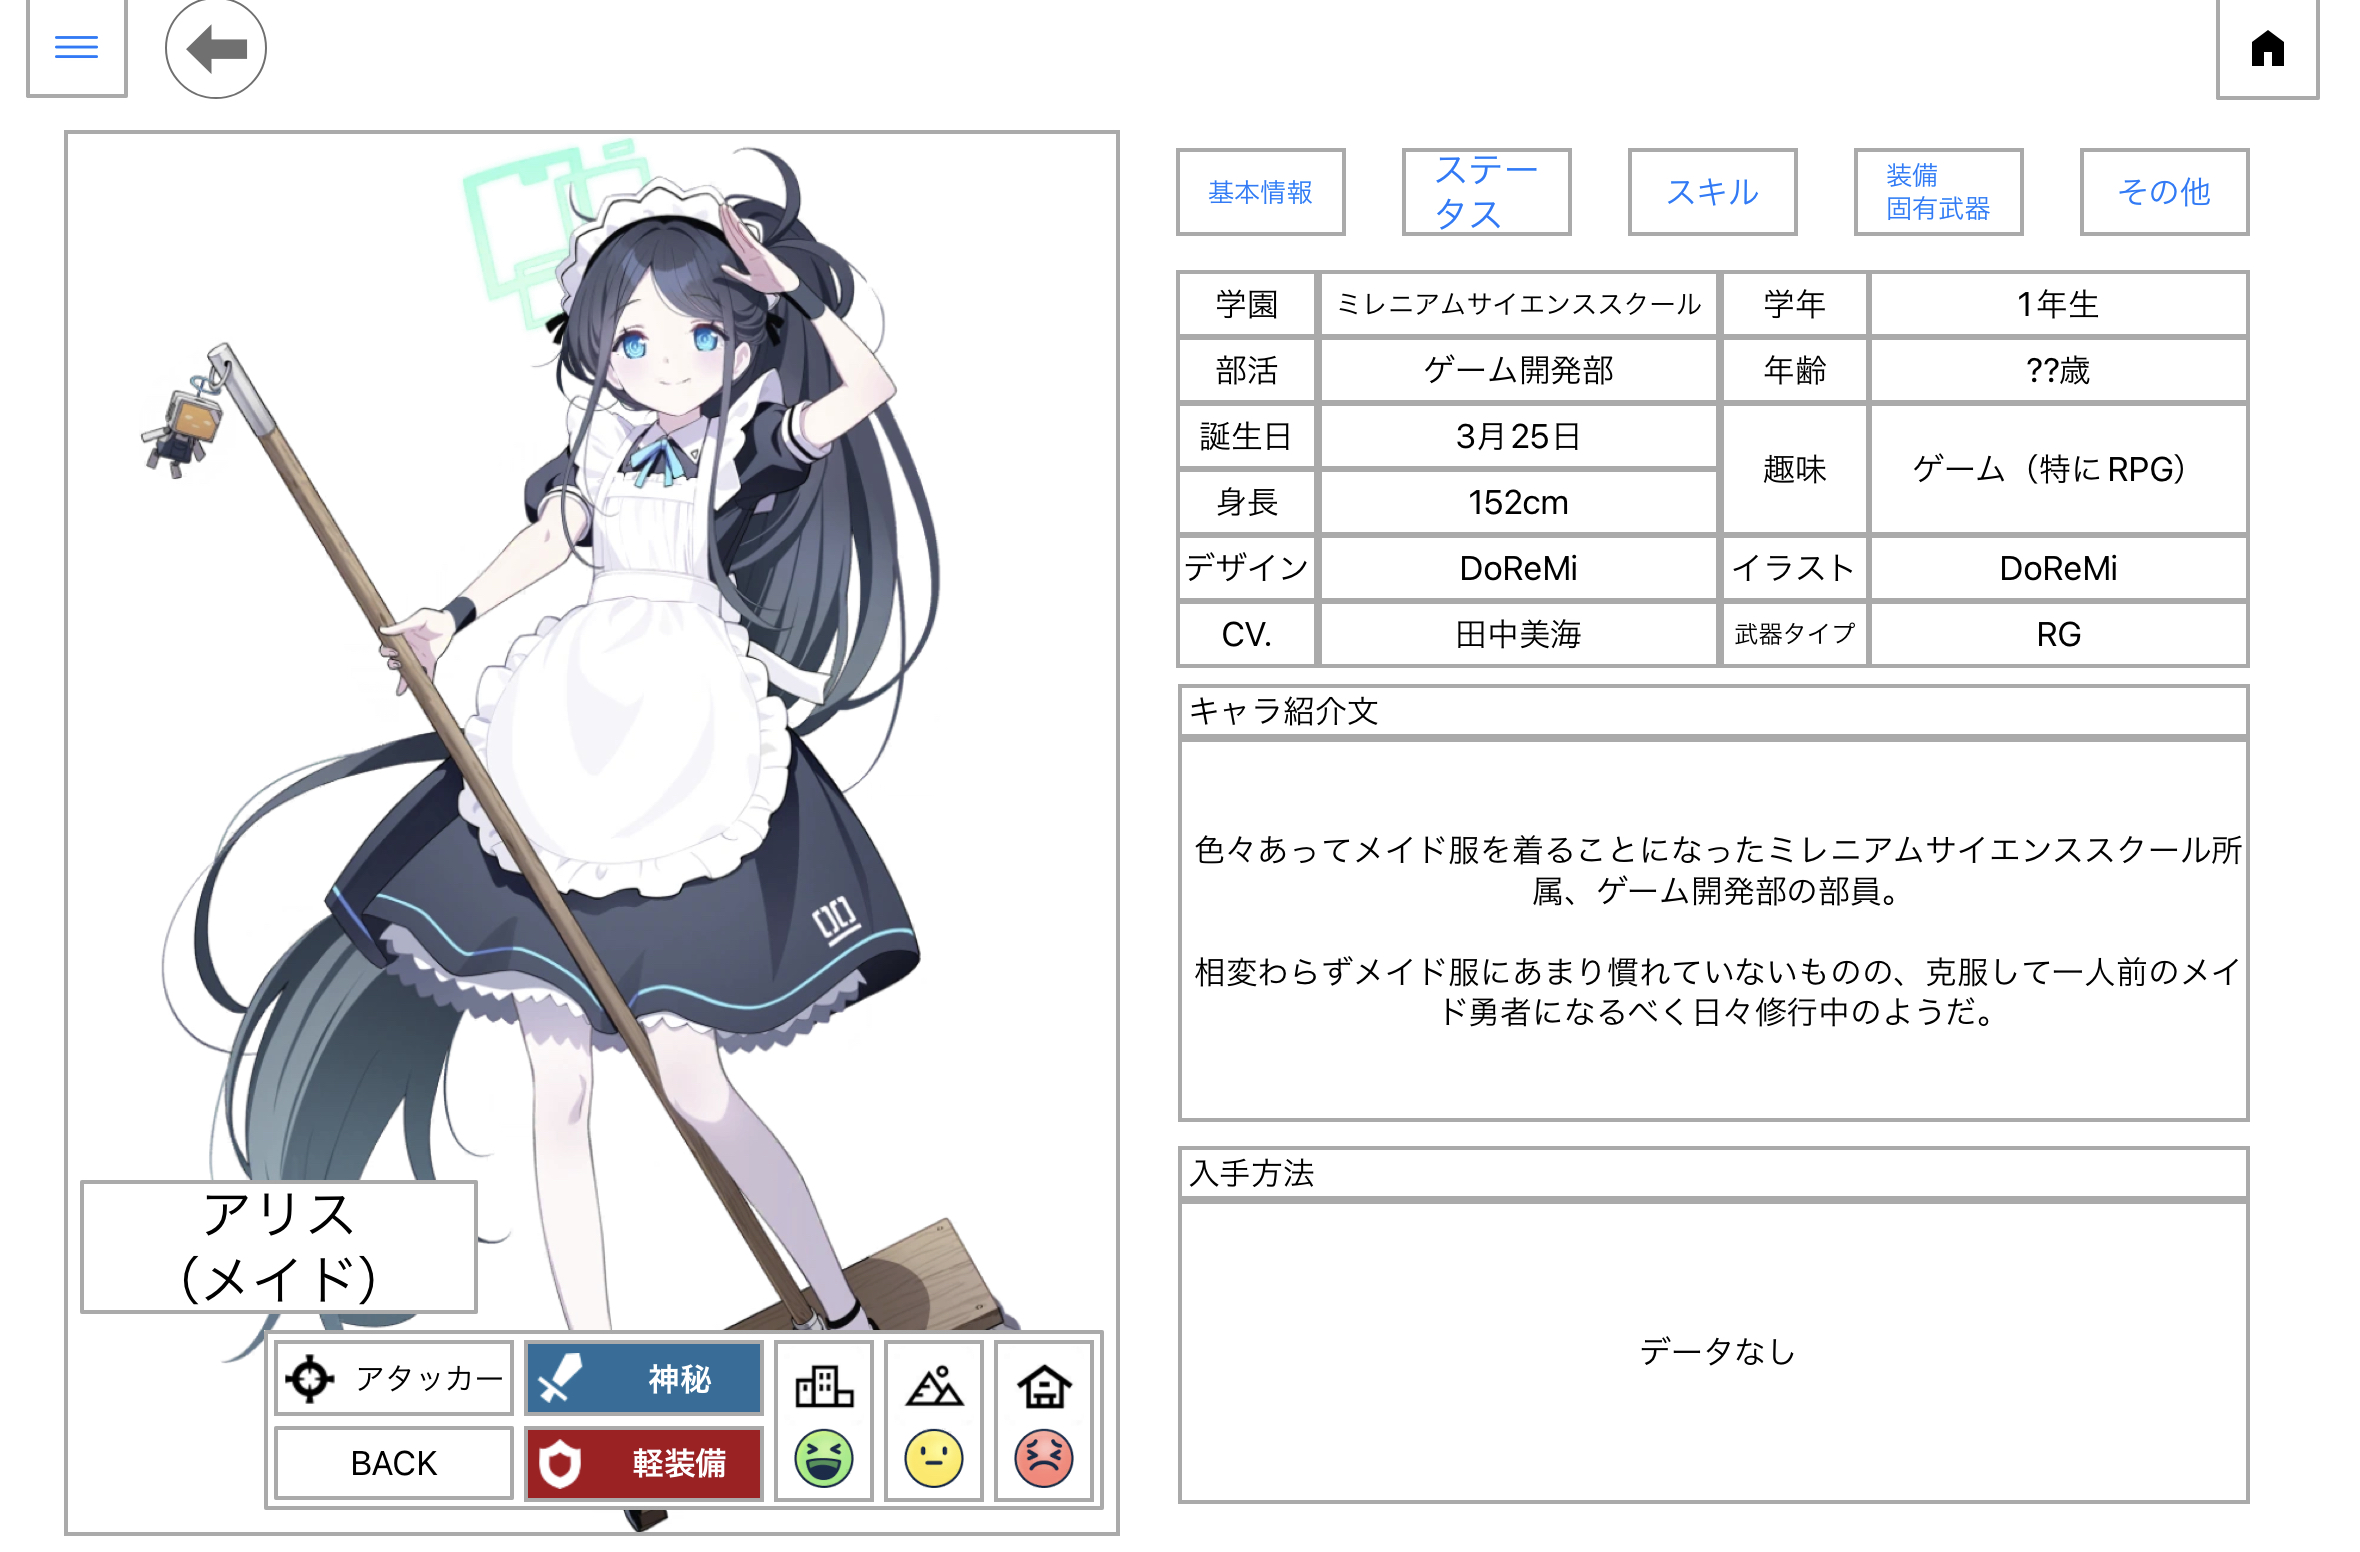 基本情報
ステー
タス
スキル
装備
固有武器
その他
学園 ミレニアムサイエンススクール 学年 1年生
部活 ゲーム開発部 年齢 ??歳
誕生日 3月25日
趣味 ゲーム（特にRPG）
身長 152cm
デザイン DoReMi イラスト DoReMi
CV. 田中美海 武器タイプ RG
キャラ紹介文
色々あってメイド服を着ることになったミレニアムサイエンススクール所
属、ゲーム開発部の部員。
相変わらずメイド服にあまり慣れていないものの、克服して一人前のメイ
ド勇者になるべく日々修行中のようだ。
入手方法
データなし
アリス
（メイド）
アタッカー 神秘
BACK 軽装備